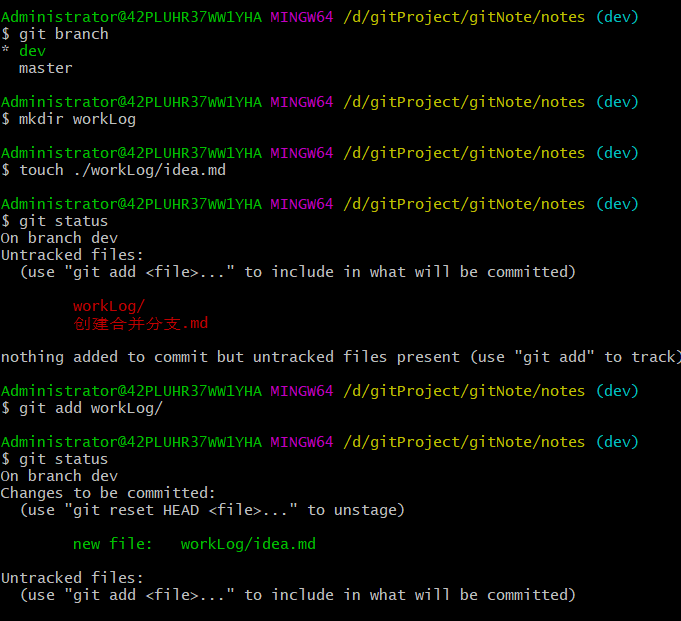 Administrator@42PLUHR37WW1YHA MINGW64 /d/gitProject/gitNote/notes (dev)
$ git branch
* dev
  master

Administrator@42PLUHR37WW1YHA MINGW64 /d/gitProject/gitNote/notes (dev)
$ mkdir workLog

Administrator@42PLUHR37WW1YHA MINGW64 /d/gitProject/gitNote/notes (dev)
$ touch ./workLog/idea.md

Administrator@42PLUHR37WW1YHA MINGW64 /d/gitProject/gitNote/notes (dev)
$ git status
On branch dev
Untracked files:
  (use "git add <file>..." to include in what will be committed)

        workLog/
        创建合并分支.md

nothing added to commit but untracked files present (use "git add" to track)

Administrator@42PLUHR37WW1YHA MINGW64 /d/gitProject/gitNote/notes (dev)
$ git add workLog/

Administrator@42PLUHR37WW1YHA MINGW64 /d/gitProject/gitNote/notes (dev)
$ git status
On branch dev
Changes to be committed:
  (use "git reset HEAD <file>..." to unstage)

        new file:   workLog/idea.md

Untracked files:
  (use "git add <file>..." to include in what will be committed)